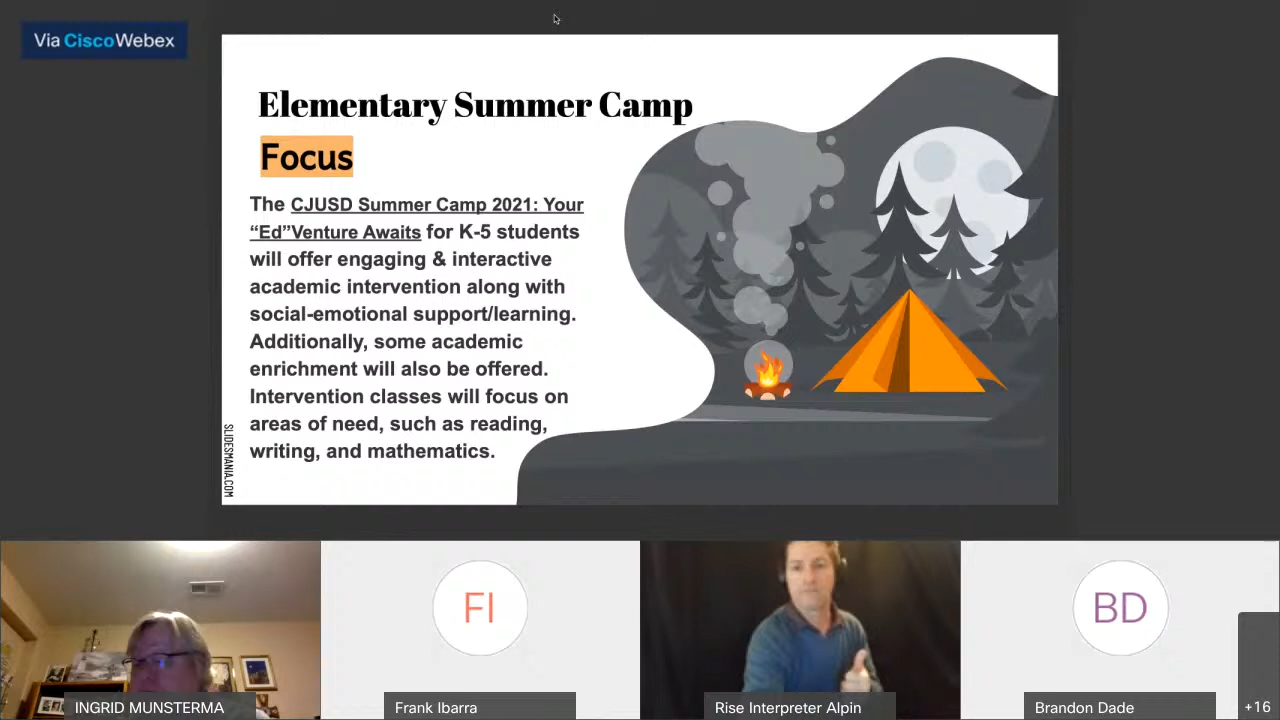 Via Cisco Webex
Elementary Summer Camp
Focus
The CJUSD Summer Camp 2021: Your
“Ed”Venture Awaits for K-5 students
will offer engaging & interactive
academic intervention along with
social-emotional support/learning.
Additionally, some academic
enrichment will also be offered.
Intervention classes will focus on
areas of need, such as reading,
writing, and mathematics.
SLIDESMANIA.COM
FI
BD
INGRID MUNSTERMA
Frank Ibarra
Rise Interpreter Alpin
Brandon Dade
+16